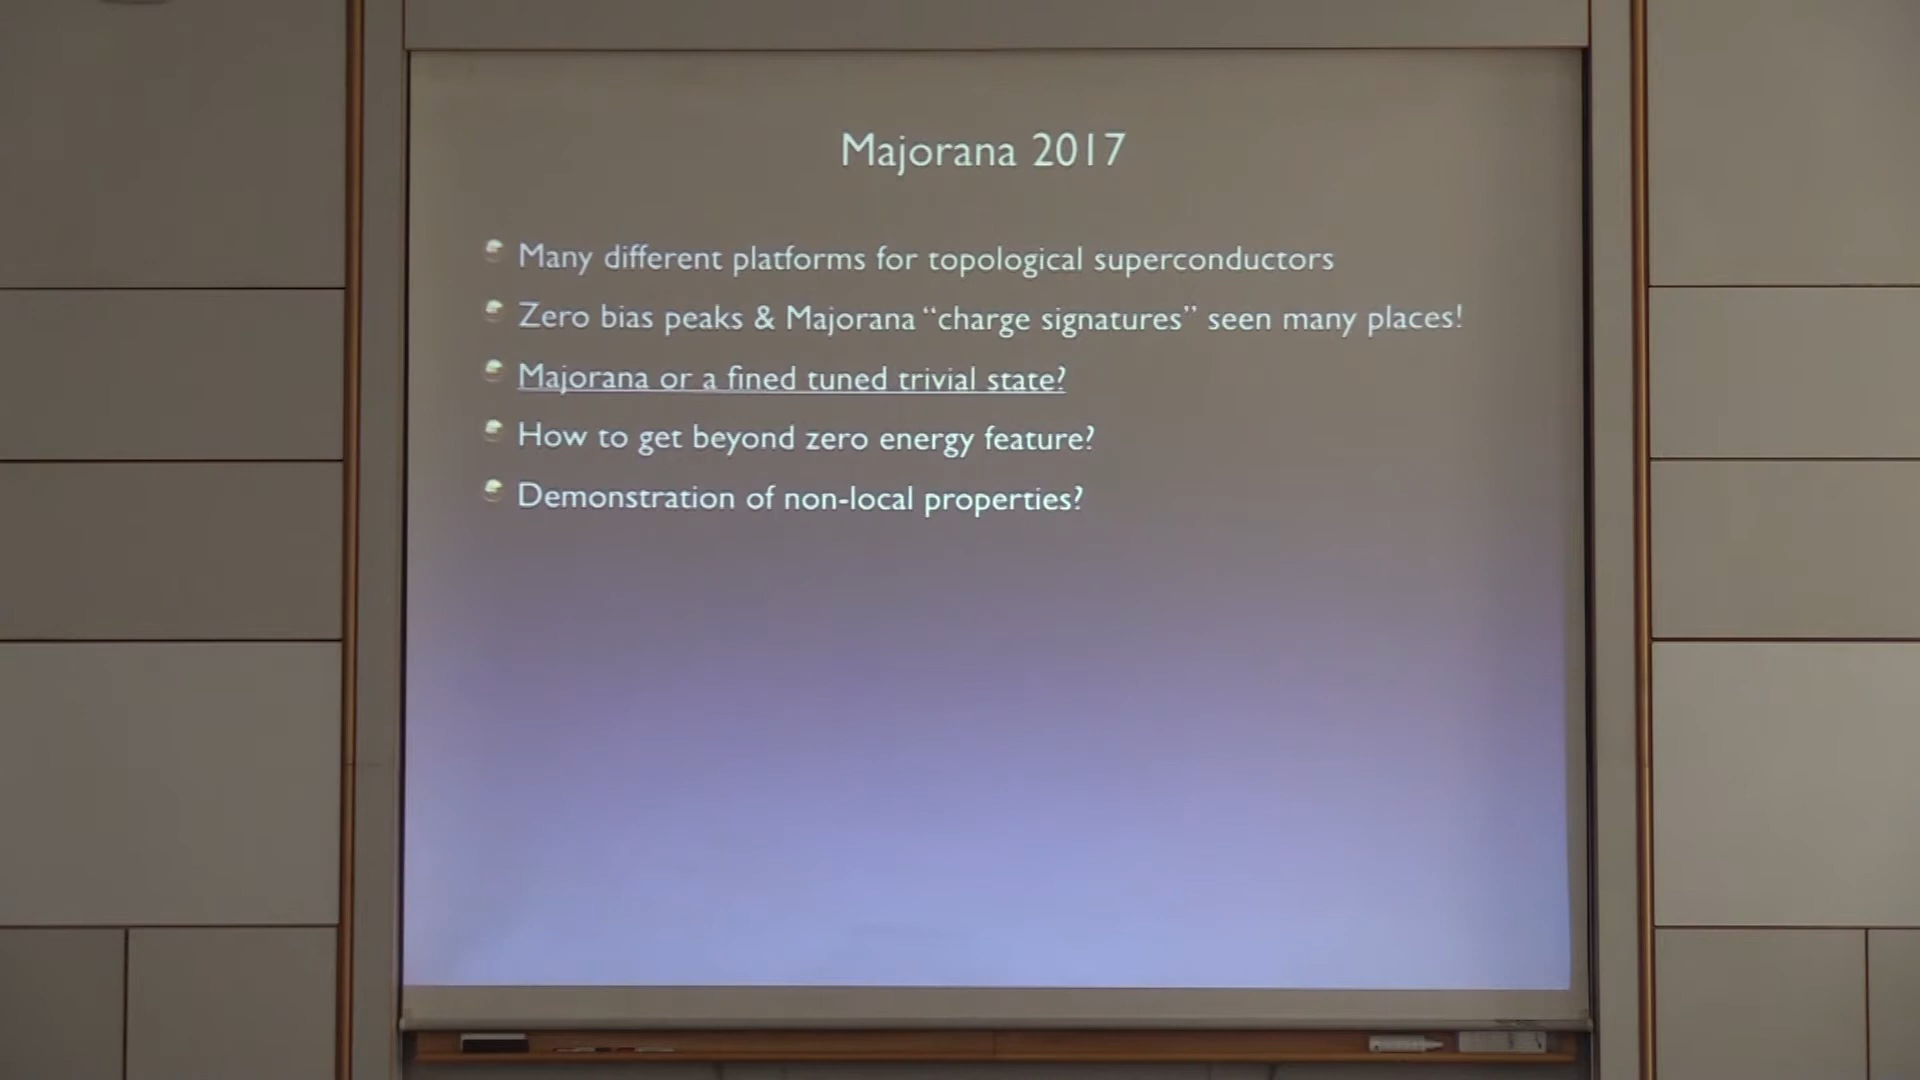 Majorana 2017
Many different platforms for topological superconductors
Zero bias peaks & Majorana “charge signatures” seen many places!
Majorana or a fined tuned trivial state?
How to get beyond zero energy feature?
Demonstration of non-local properties?